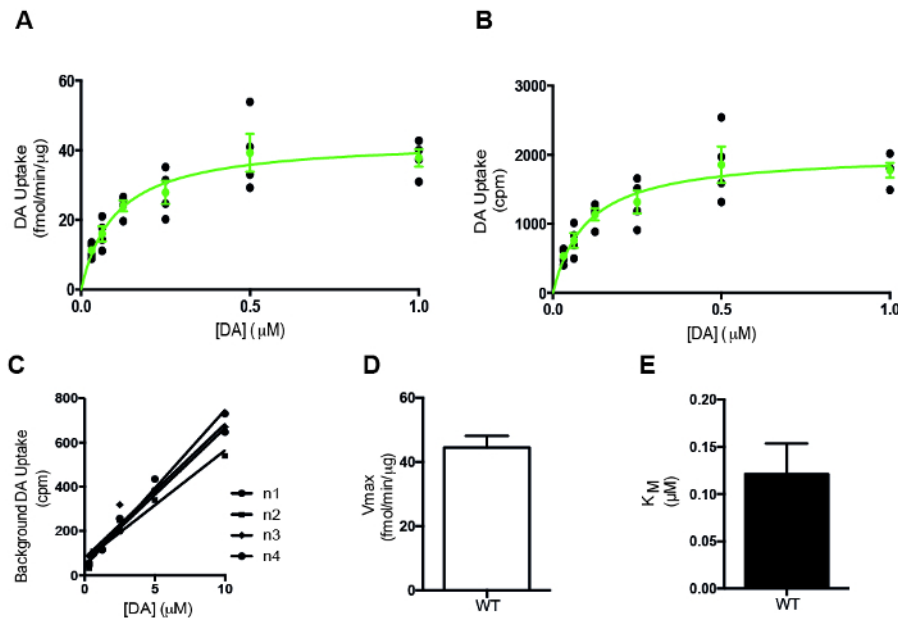 A
DA Uptake
(fmol/min/μg)
60
40
20
0
0.0
0.5
1.0
[DA] ( μM)
B
DA Uptake
(cpm)
3000
2000
1000
0
0.0
0.5
1.0
[DA] ( μM)
C
Background DA Uptake
(cpm)
800
600
400
200
0
0
5
10
[DA] (μM)
n1
n2
n3
n4
D
Vmax
(fmol/min/μg)
60
40
20
0
WT
E
KM
(μM)
0.20
0.15
0.10
0.05
0.00
WT